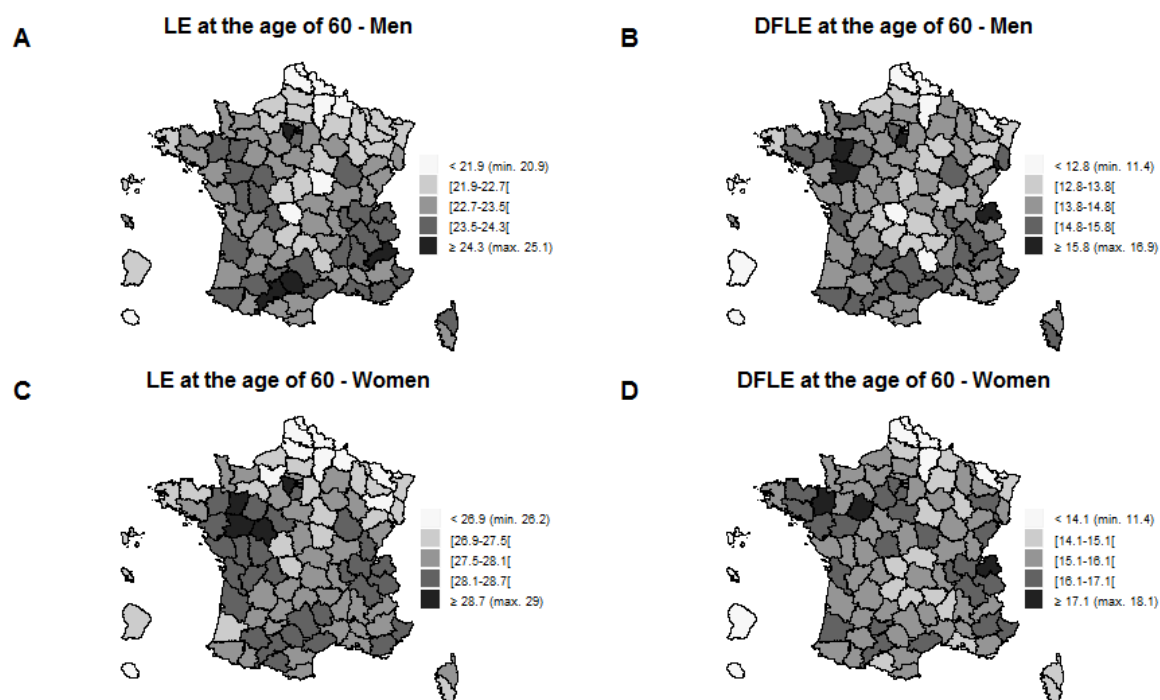 A
LE at the age of 60 - Men
< 21.9 (min. 20.9)
[21.9-22.7[
[22.7-23.5[
[23.5-24.3[
≥ 24.3 (max. 25.1)
B
DFLE at the age of 60 - Men
< 12.8 (min. 11.4)
[12.8-13.8[
[13.8-14.8[
[14.8-15.8[
≥ 15.8 (max. 16.9)
C
LE at the age of 60 - Women
< 26.9 (min. 26.2)
[26.9-27.5[
[27.5-28.1[
[28.1-28.7[
≥ 28.7 (max. 29)
D
DFLE at the age of 60 - Women
< 14.1 (min. 11.4)
[14.1-15.1[
[15.1-16.1[
[16.1-17.1[
≥ 17.1 (max. 18.1)